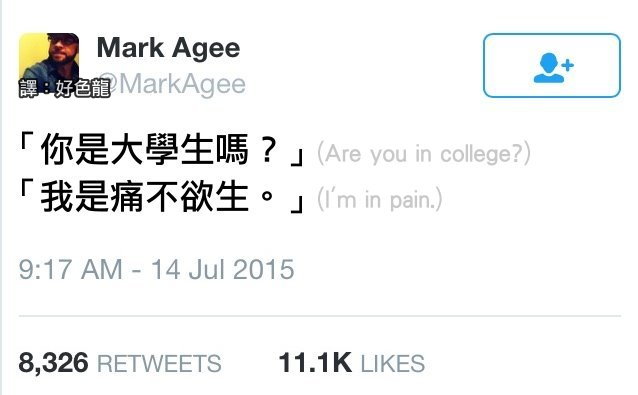 Mark Agee
@MarkAgee
譯：好色龍
「你是大學生嗎？」(Are you in college?)
「我是痛不欲生。」(I'm in pain.)
9:17 AM - 14 Jul 2015
8,326 RETWEETS 11.1K LIKES